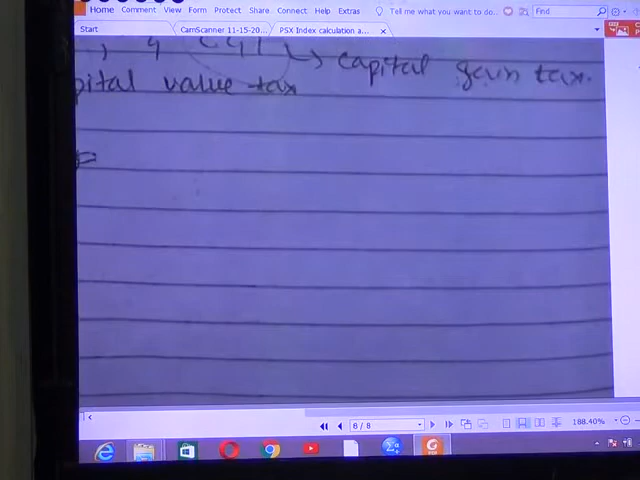 Home Comment View Form Protect Share Connect Help Extras Tell me what you want to do... Find
Start CamScanner 11-15-20... PSX Index calculation a...
capital gain tax.
pital value tax
8 / 8 188.40%